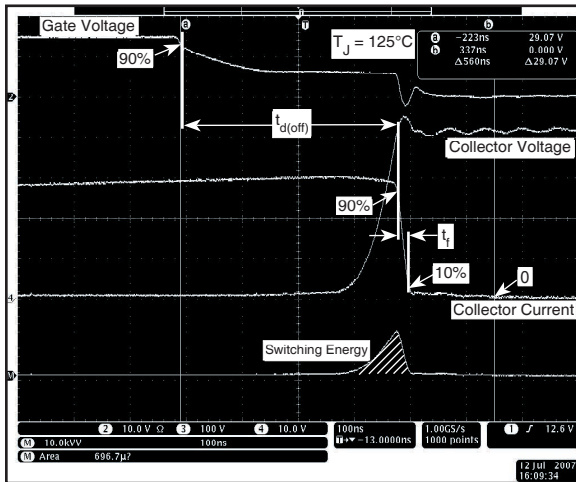 Gate Voltage
T
a
b
TJ = 125°C
a -223ns 29.07 V
b 337ns 0.000 V
Δ560ns Δ29.07 V
90%
2
td(off)
Collector Voltage
90%
tf
10%
0
4
Collector Current
Switching Energy
M
2 10.0 V Ω 3 100 V 4 10.0 V
M 10.0kVV 100ns
M Area 696.7µ?
100ns
T→▼-13.0000ns
1.00GS/s
1000 points
1 ʃ 12.6 V
12 Jul 2007
16:09:34